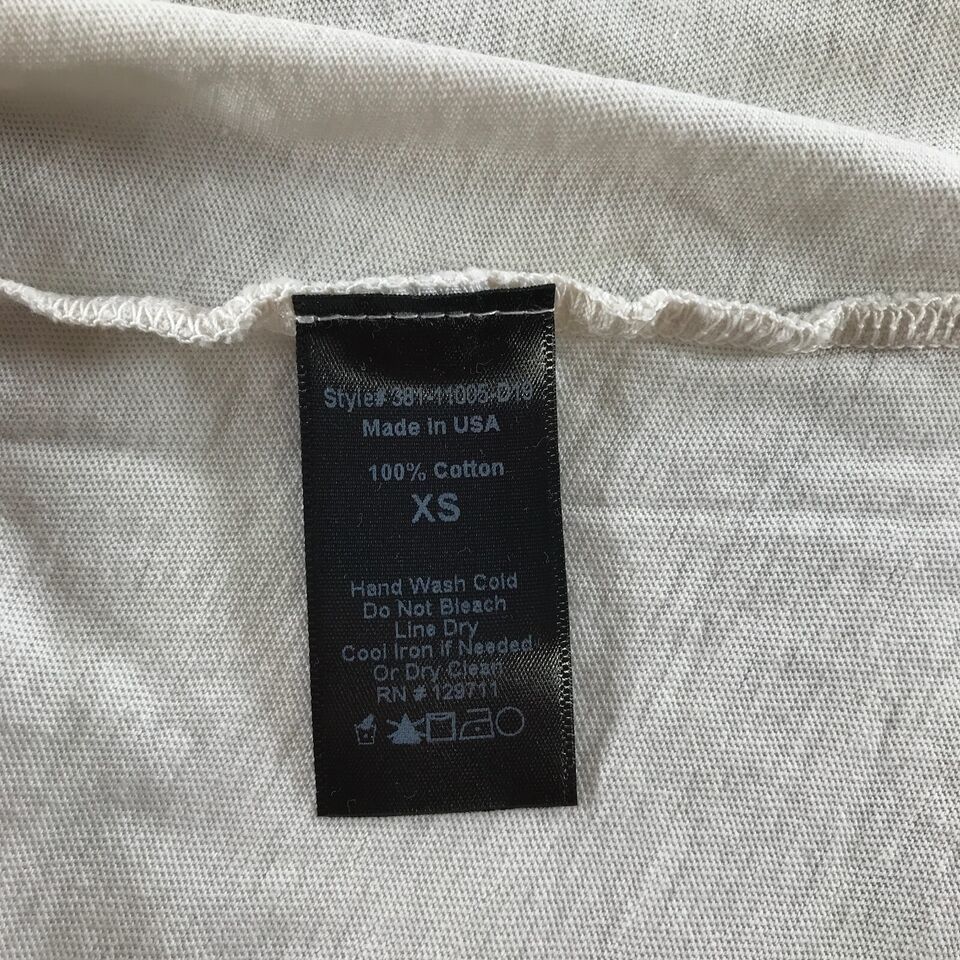 Style# 381-11005-D19
Made in USA
100% Cotton
XS
Hand Wash Cold
Do Not Bleach
Line Dry
Cool Iron if Needed
Or Dry Clean
RN # 129711